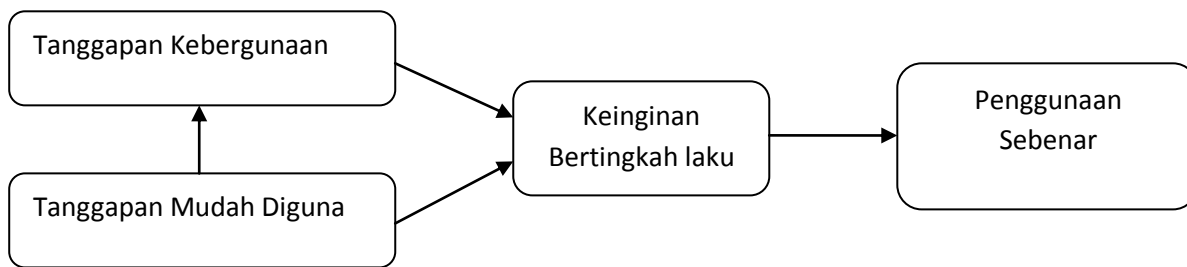 Tanggapan Kebergunaan
Tanggapan Mudah Diguna
Keinginan
Bertingkah laku
Penggunaan
Sebenar